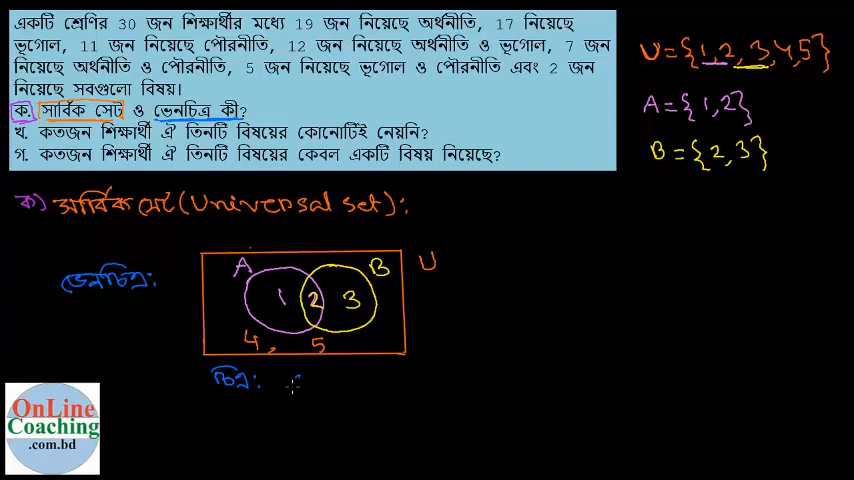 একটি শ্রেণির 30 জন শিক্ষার্থীর মধ্যে 19 জন নিয়েছে অর্থনীতি, 17 নিয়েছে
ভূগোল, 11 জন নিয়েছে পৌরনীতি, 12 জন নিয়েছে অর্থনীতি ও ভূগোল, 7 জন
নিয়েছে অর্থনীতি ও পৌরনীতি, 5 জন নিয়েছে ভূগোল ও পৌরনীতি এবং 2 জন
নিয়েছে সবগুলো বিষয়।
ক. সার্বিক সেট ও ভেনচিত্র কী?
খ. কতজন শিক্ষার্থী ঐ তিনটি বিষয়ের কোনোটিই নেয়নি?
গ. কতজন শিক্ষার্থী ঐ তিনটি বিষয়ের কেবল একটি বিষয় নিয়েছে?
U = {1,2, 3,4,5}
A = {1,2}
B = {2,3}
ক) সার্বিক সেট (Universal set):
ভেনচিত্র:
A B U
1 2 3
4, 5
চিত্র:
OnLine
Coaching
.com.bd